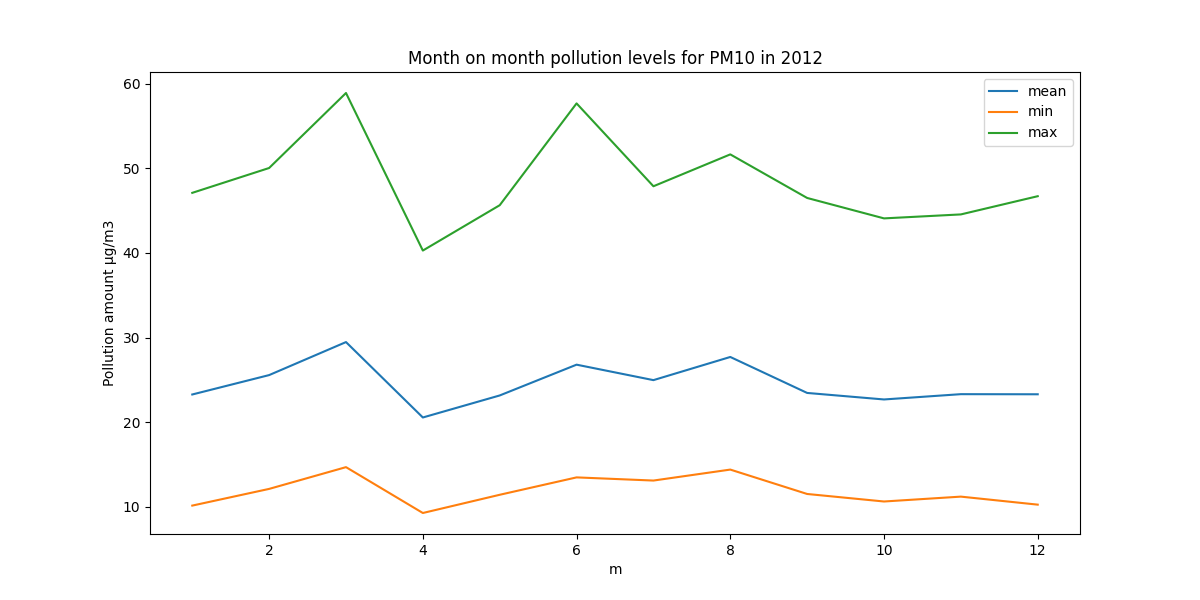 Month on month pollution levels for PM10 in 2012
mean
min
max
60
50
40
30
20
10
Pollution amount µg/m3
2 4 6 8 10 12
m